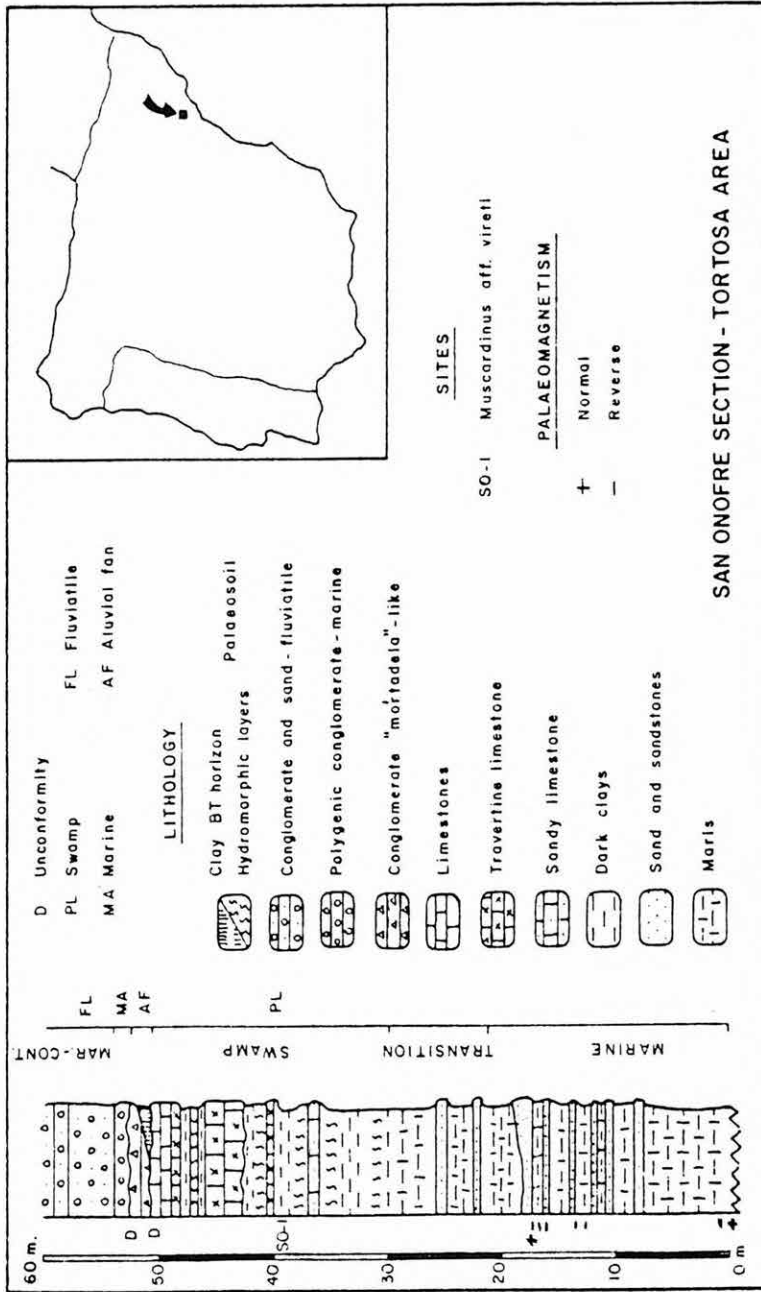 60 m.
50
40
30
20
10
0 m
D
D
SO-I
+
=
-
-
-
+
MAR.-CONT.
SWAMP
TRANSITION
MARINE
FL
MA
AF
PL
D Unconformity
PL Swamp FL Fluviatile
MA Marine AF Aluvial fan
LITHOLOGY
Clay BT horizon
Hydromorphic layers Palaeosoil
Conglomerate and sand-fluviatile
Polygenic conglomerate-marine
Conglomerate "mortadela"-like
Limestones
Travertine limestone
Sandy limestone
Dark clays
Sand and sandstones
Marls
SITES
SO-I Muscardinus aff. vireti
PALAEOMAGNETISM
+ Normal
- Reverse
SAN ONOFRE SECTION - TORTOSA AREA